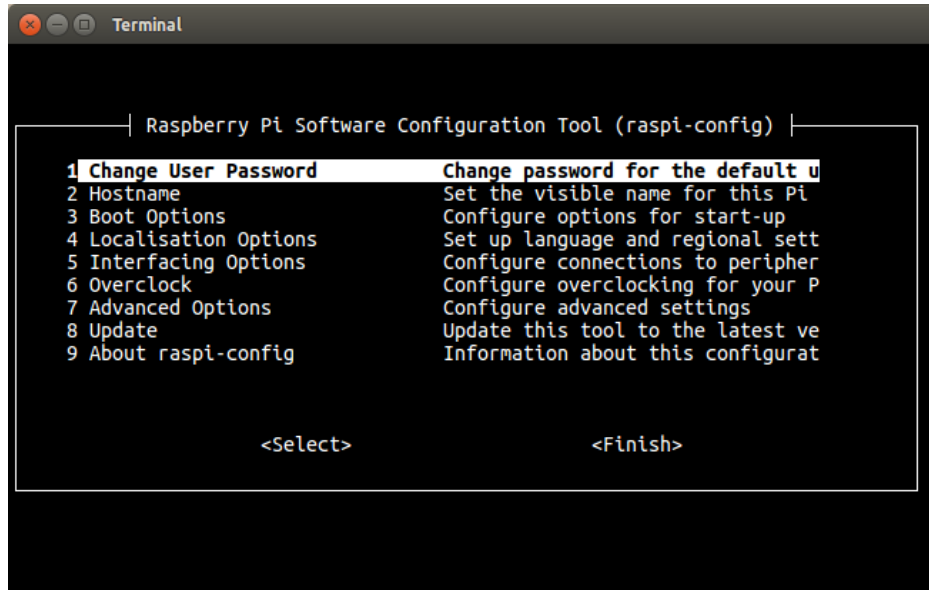 Terminal
Raspberry Pi Software Configuration Tool (raspi-config)
1 Change User Password Change password for the default u
2 Hostname Set the visible name for this Pi
3 Boot Options Configure options for start-up
4 Localisation Options Set up language and regional sett
5 Interfacing Options Configure connections to peripher
6 Overclock Configure overclocking for your P
7 Advanced Options Configure advanced settings
8 Update Update this tool to the latest ve
9 About raspi-config Information about this configurat
<Select> <Finish>